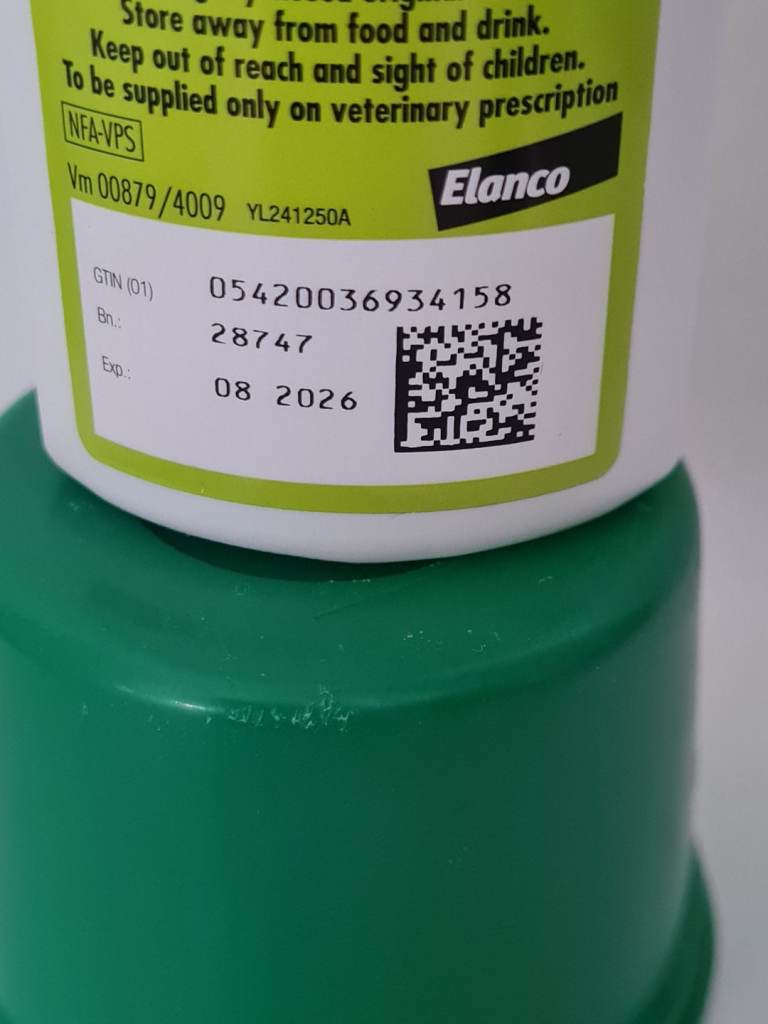 Store away from food and drink.
Keep out of reach and sight of children.
To be supplied only on veterinary prescription
NFA-VPS
Elanco
Vm 00879/4009 YL241250A
GTIN (01) 05420036934158
Bn.: 28747
Exp.: 08 2026